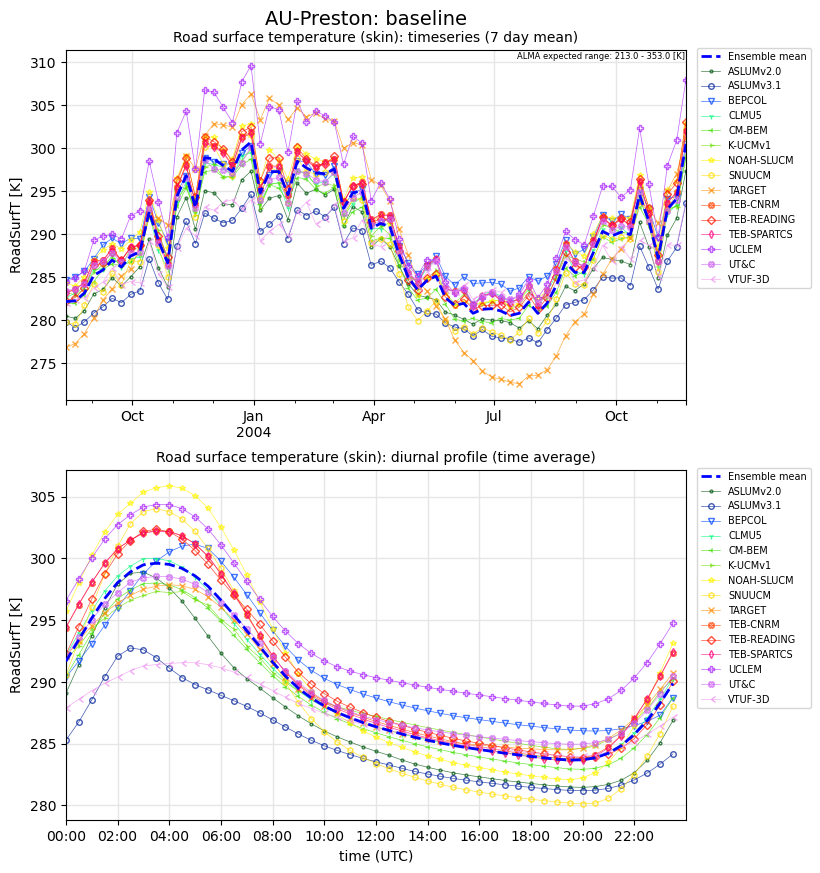 AU-Preston: baseline
Road surface temperature (skin): timeseries (7 day mean)
ALMA expected range: 213.0 - 353.0 [K]
RoadSurfT [K]
310
305
300
295
290
285
280
275
Oct
Jan
2004
Apr
Jul
Oct
Ensemble mean
ASLUMv2.0
ASLUMv3.1
BEPCOL
CLMU5
CM-BEM
K-UCMv1
NOAH-SLUCM
SNUUCM
TARGET
TEB-CNRM
TEB-READING
TEB-SPARTCS
UCLEM
UT&C
VTUF-3D
Road surface temperature (skin): diurnal profile (time average)
RoadSurfT [K]
305
300
295
290
285
280
00:00
02:00
04:00
06:00
08:00
10:00
12:00
14:00
16:00
18:00
20:00
22:00
time (UTC)
Ensemble mean
ASLUMv2.0
ASLUMv3.1
BEPCOL
CLMU5
CM-BEM
K-UCMv1
NOAH-SLUCM
SNUUCM
TARGET
TEB-CNRM
TEB-READING
TEB-SPARTCS
UCLEM
UT&C
VTUF-3D